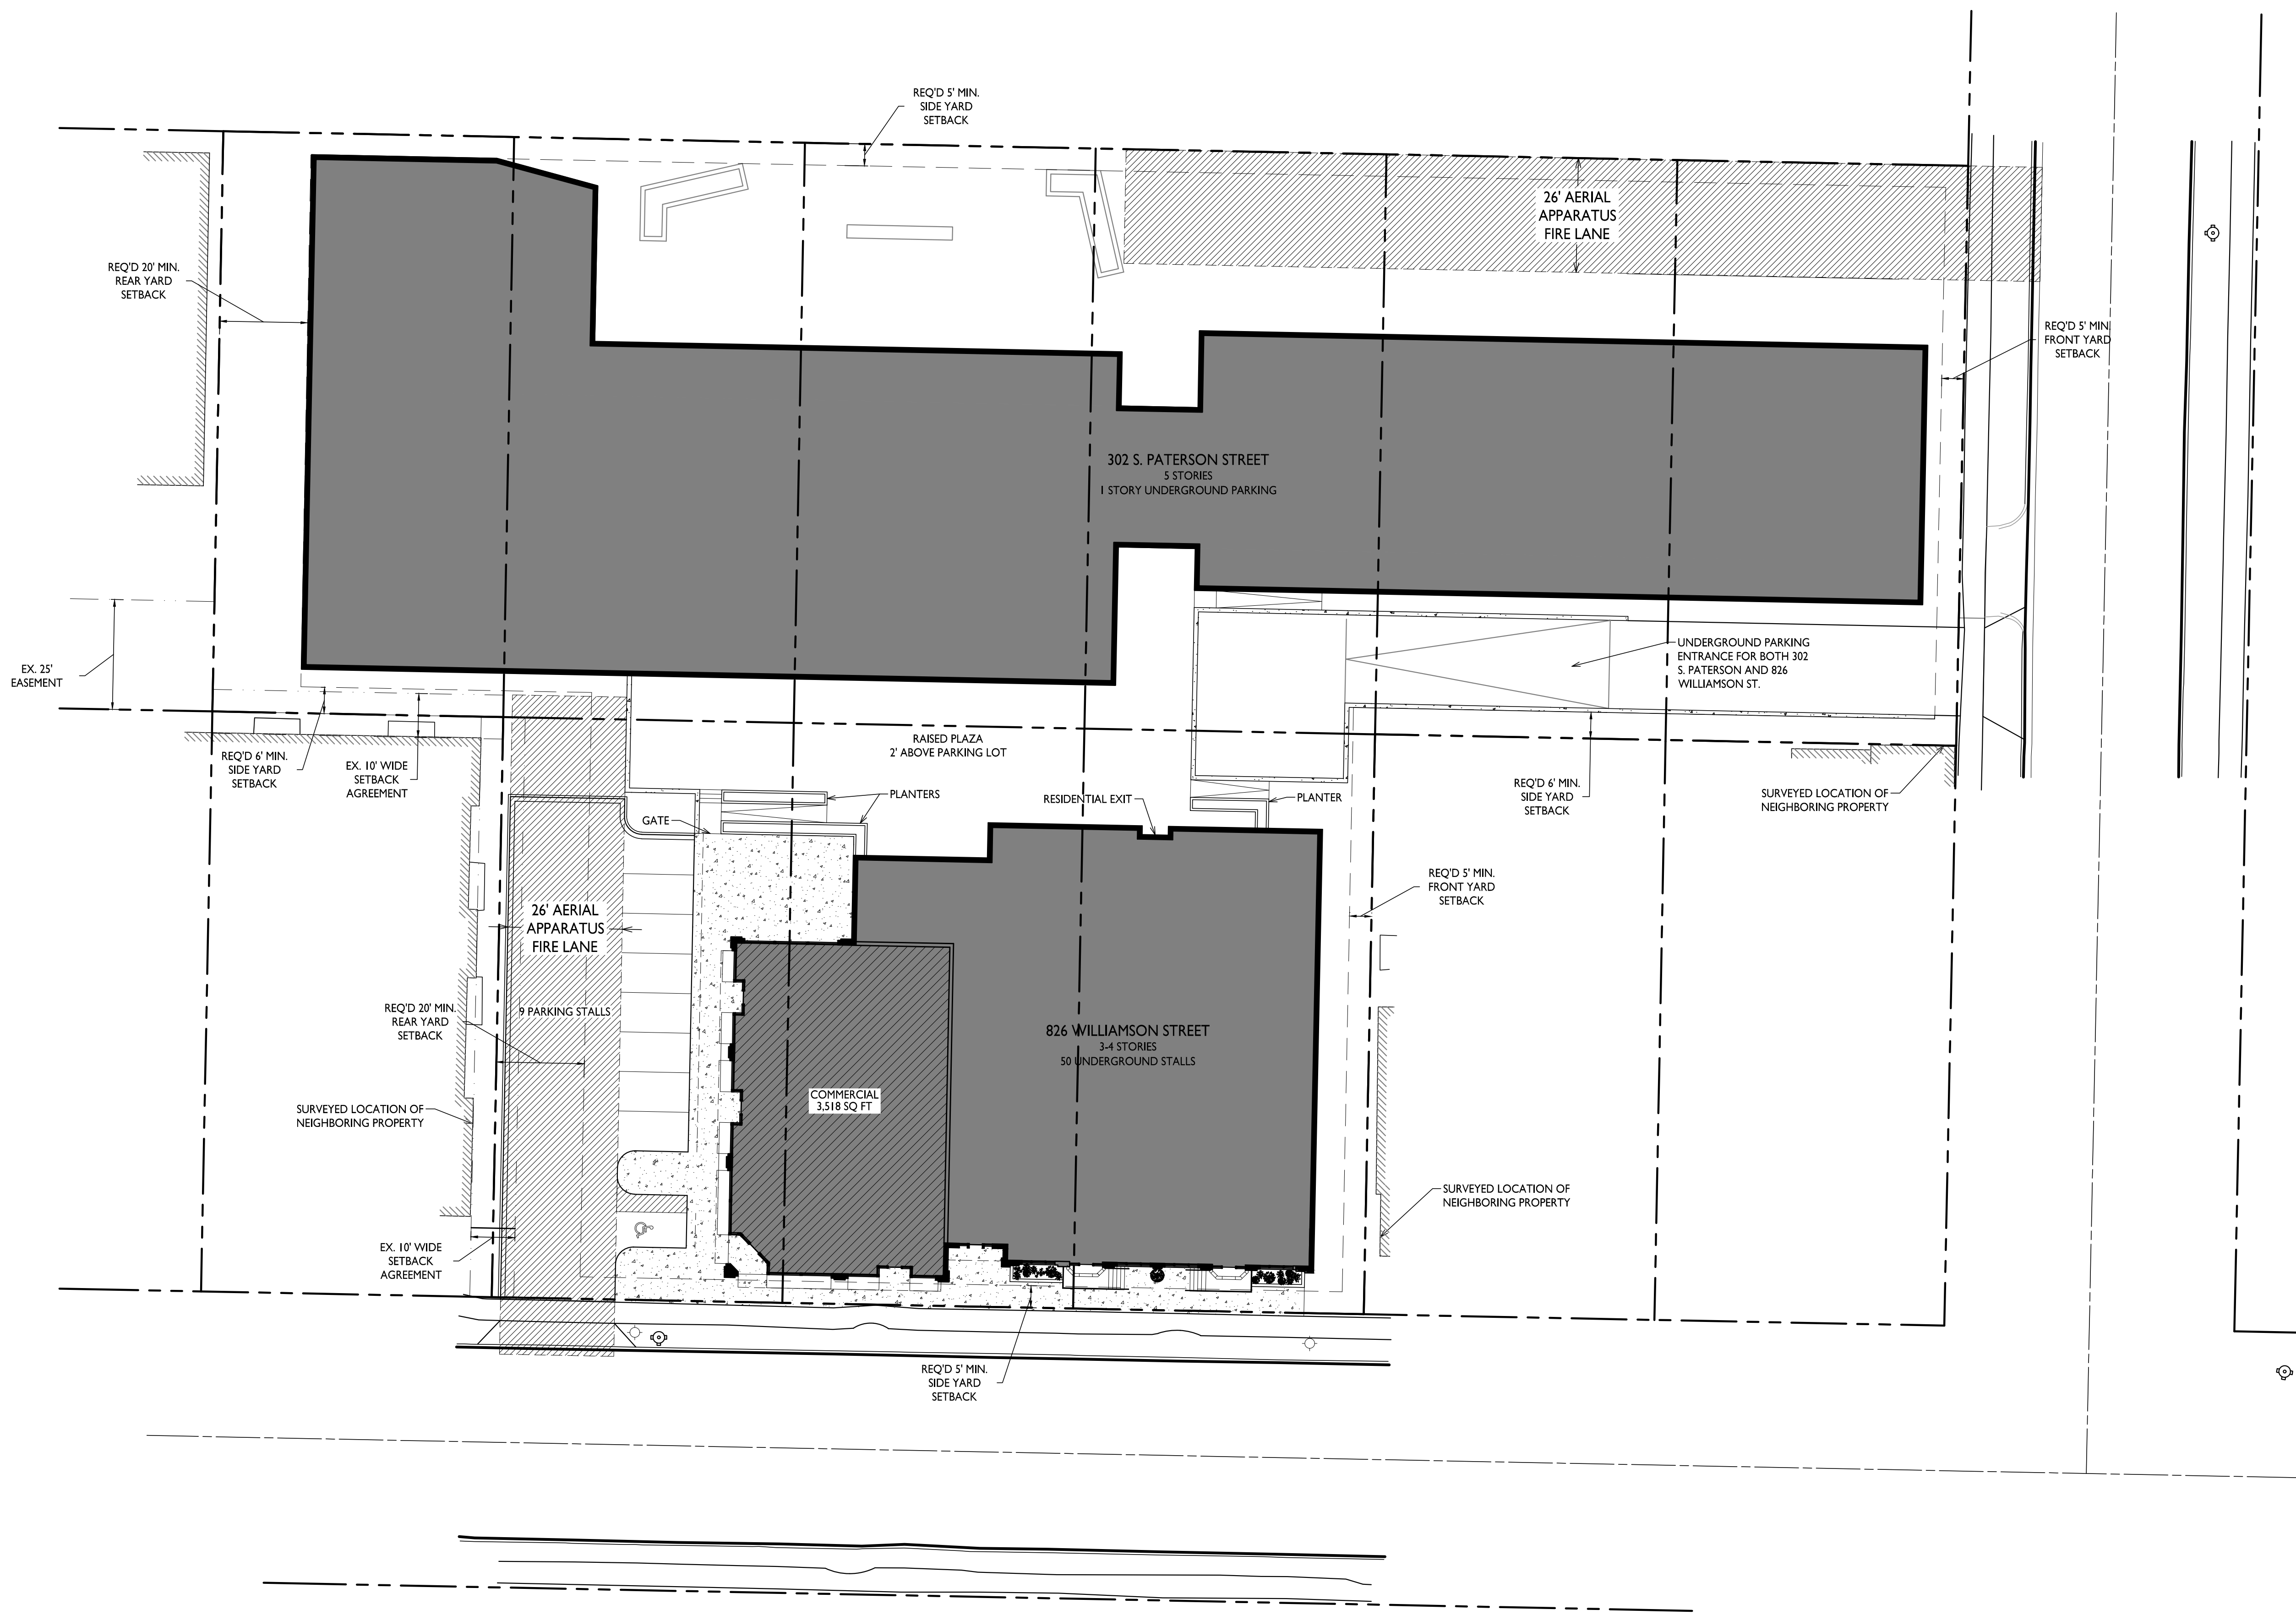 REQ'D 5' MIN.
SIDE YARD
SETBACK
26' AERIAL
APPARATUS
FIRE LANE
REQ'D 20' MIN.
REAR YARD
SETBACK
REQ'D 5' MIN.
FRONT YARD
SETBACK
302 S. PATERSON STREET
5 STORIES
1 STORY UNDERGROUND PARKING
UNDERGROUND PARKING
ENTRANCE FOR BOTH 302
S. PATERSON AND 826
WILLIAMSON ST.
EX. 25'
EASEMENT
RAISED PLAZA
2' ABOVE PARKING LOT
REQ'D 6' MIN.
SIDE YARD
SETBACK
EX. 10' WIDE
SETBACK
AGREEMENT
REQ'D 6' MIN.
SIDE YARD
SETBACK
SURVEYED LOCATION OF
NEIGHBORING PROPERTY
PLANTERS
RESIDENTIAL EXIT
PLANTER
GATE
REQ'D 5' MIN.
FRONT YARD
SETBACK
26' AERIAL
APPARATUS
FIRE LANE
REQ'D 20' MIN.
REAR YARD
SETBACK
9 PARKING STALLS
826 WILLIAMSON STREET
3-4 STORIES
50 UNDERGROUND STALLS
COMMERCIAL
3,518 SQ FT
SURVEYED LOCATION OF
NEIGHBORING PROPERTY
SURVEYED LOCATION OF
NEIGHBORING PROPERTY
EX. 10' WIDE
SETBACK
AGREEMENT
REQ'D 5' MIN.
SIDE YARD
SETBACK